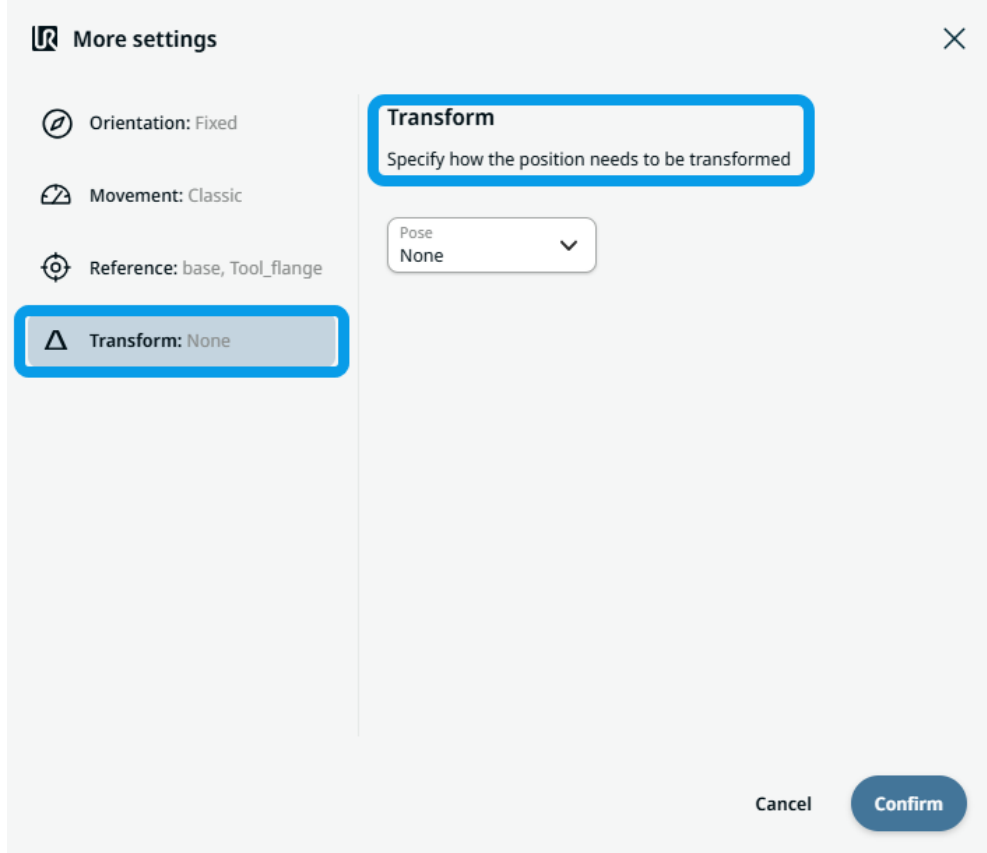 UR More settings
Orientation: Fixed
Movement: Classic
Reference: base, Tool_flange
Transform: None
Transform
Specify how the position needs to be transformed
Pose
None
Cancel
Confirm